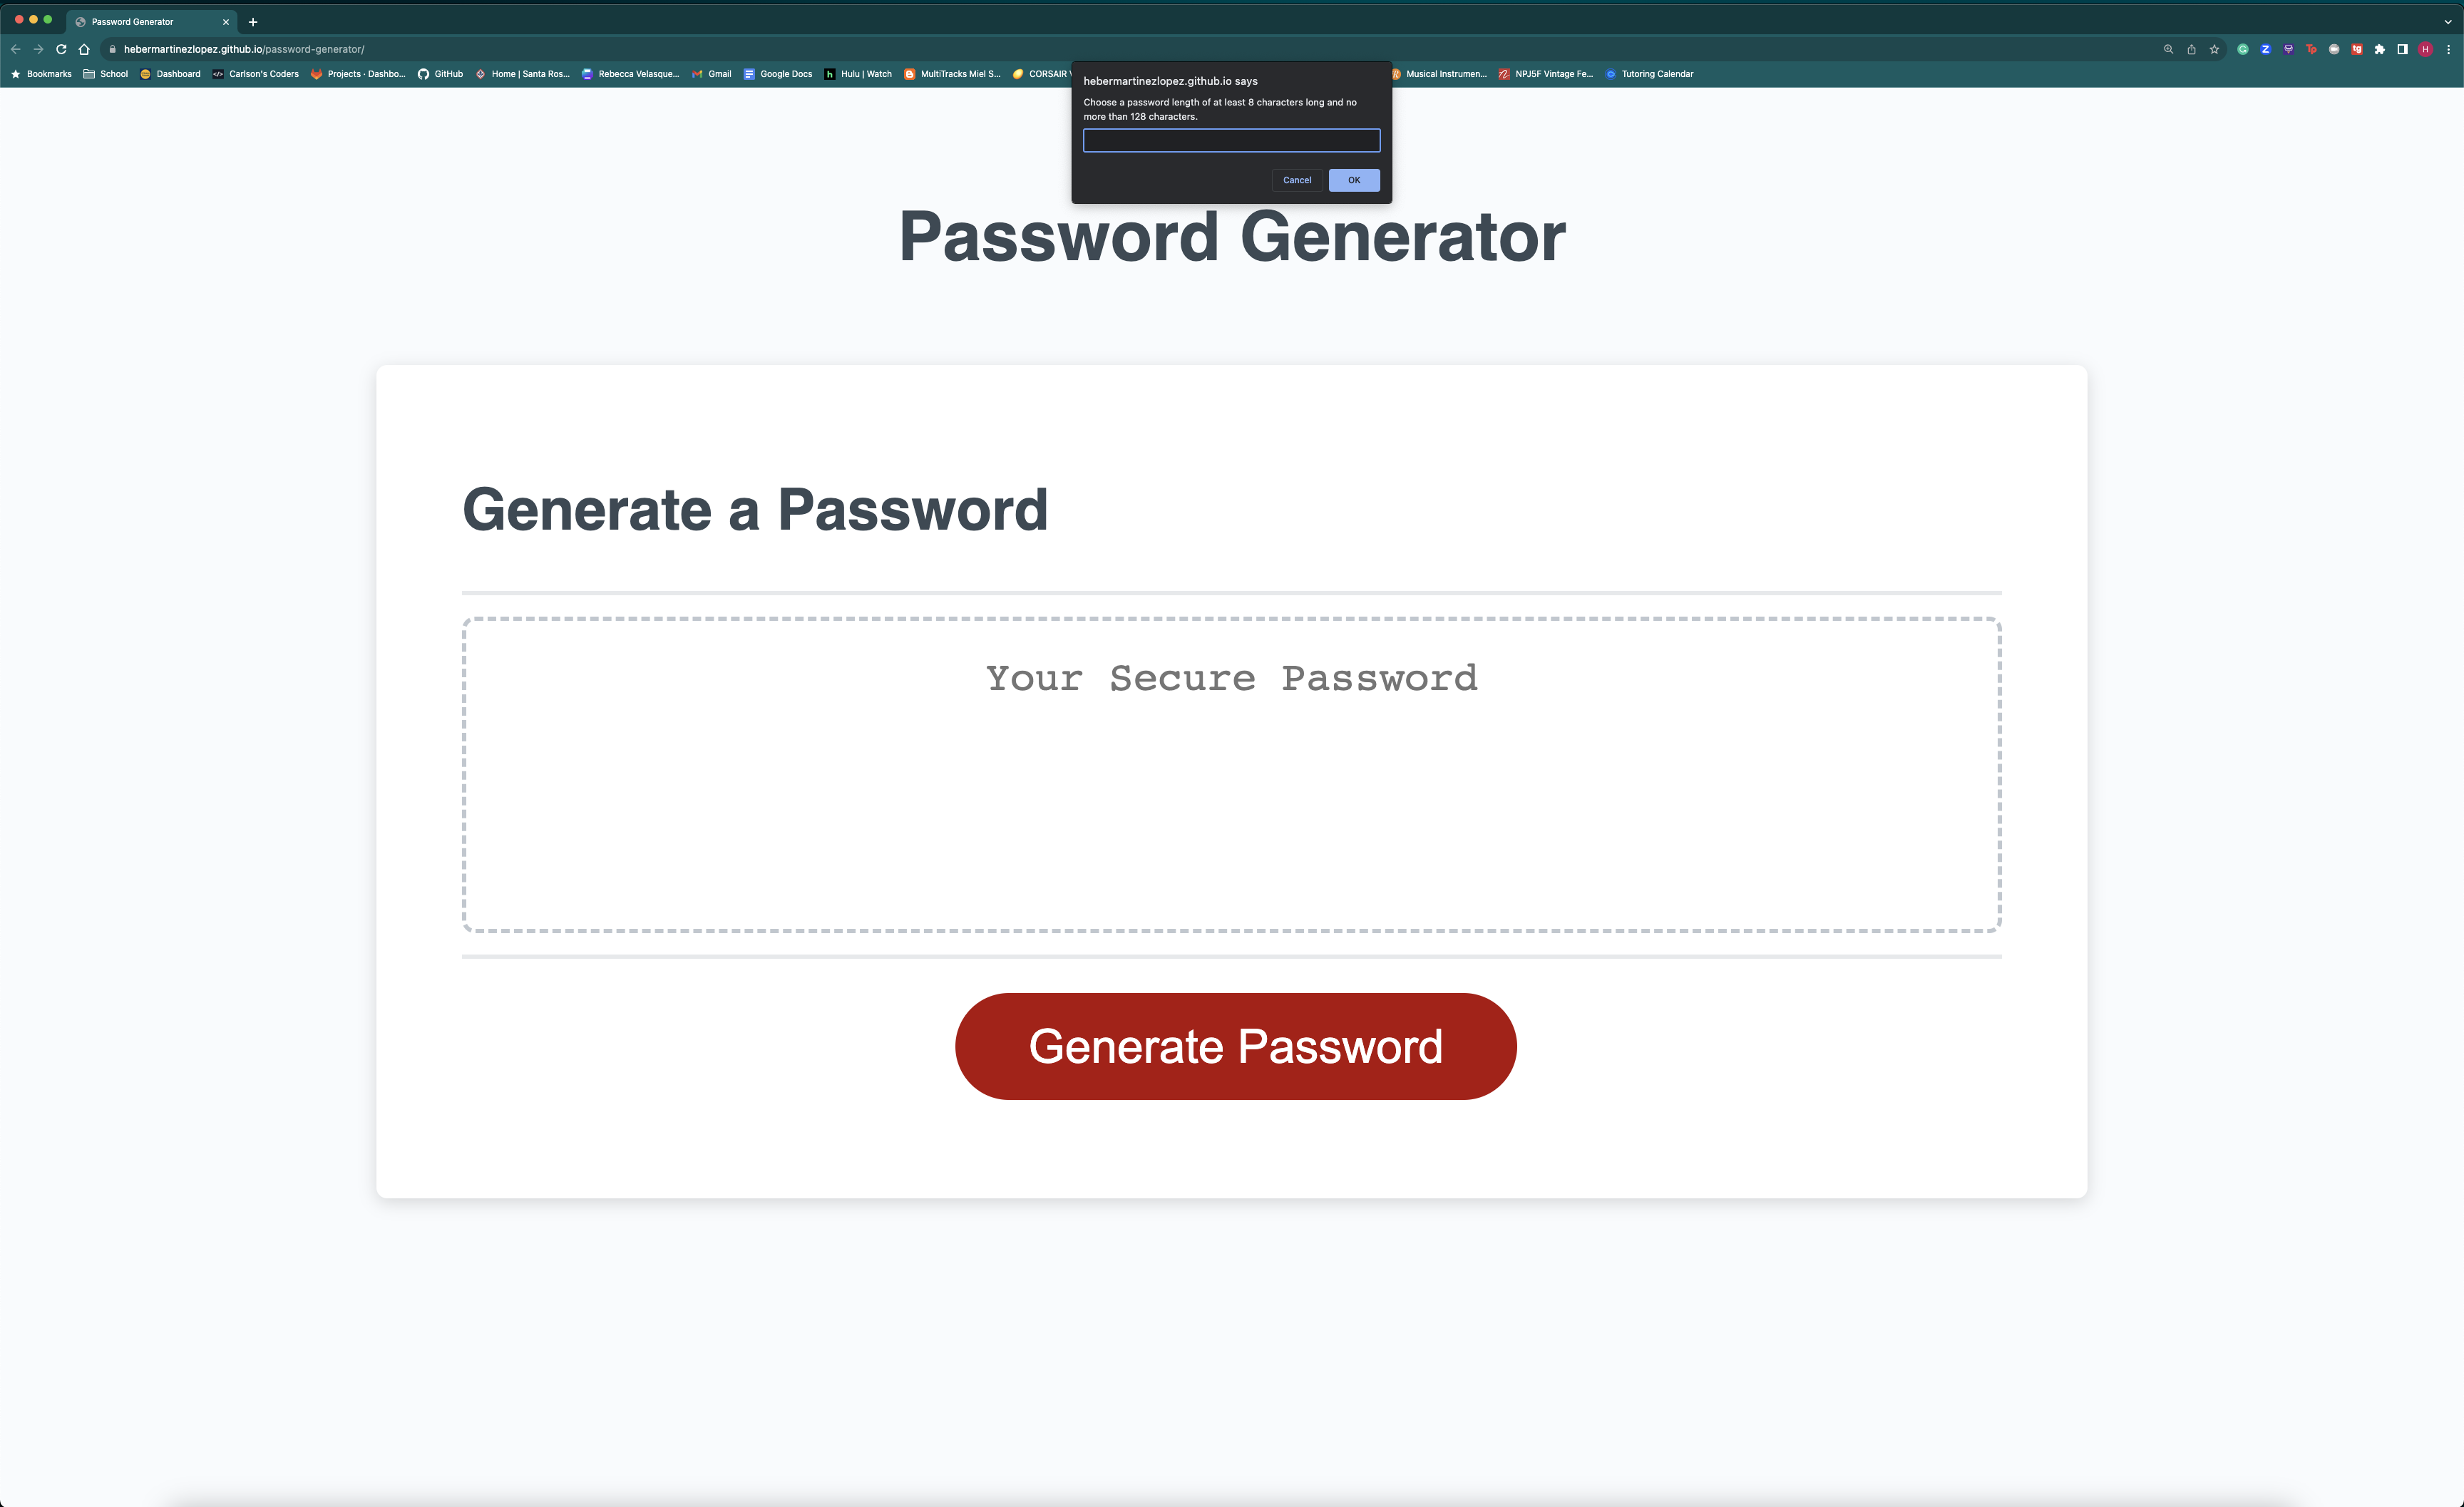 Password Generator
hebermartinezlopez.github.io/password-generator/
Bookmarks School Dashboard Carlson's Coders Projects · Dashbo... GitHub Home | Santa Ros... Rebecca Velasque... Gmail Google Docs Hulu | Watch MultiTracks Miel S... CORSAIR Musical Instrumen... NPJ5F Vintage Fe... Tutoring Calendar
hebermartinezlopez.github.io says
Choose a password length of at least 8 characters long and no
more than 128 characters.
Cancel OK
Password Generator
Generate a Password
Your Secure Password
Generate Password